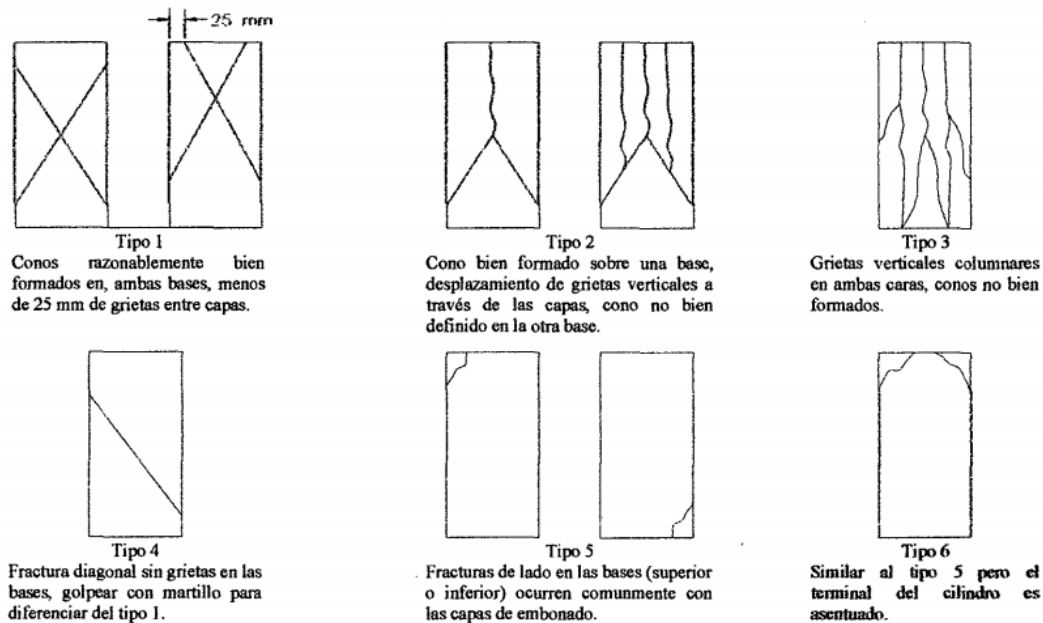 25 mm
Tipo 1
Conos razonablemente bien
formados en, ambas bases, menos
de 25 mm de grietas entre capas.
Tipo 2
Cono bien formado sobre una base,
desplazamiento de grietas verticales a
través de las capas, cono no bien
definido en la otra base.
Tipo 3
Grietas verticales columnares
en ambas caras, conos no bien
formados.
Tipo 4
Fractura diagonal sin grietas en las
bases, golpear con martillo para
diferenciar del tipo 1.
Tipo 5
Fracturas de lado en las bases (superior
o inferior) ocurren comunmente con
las capas de embonado.
Tipo 6
Similar al tipo 5 pero el
terminal del cilindro es
asentuado.